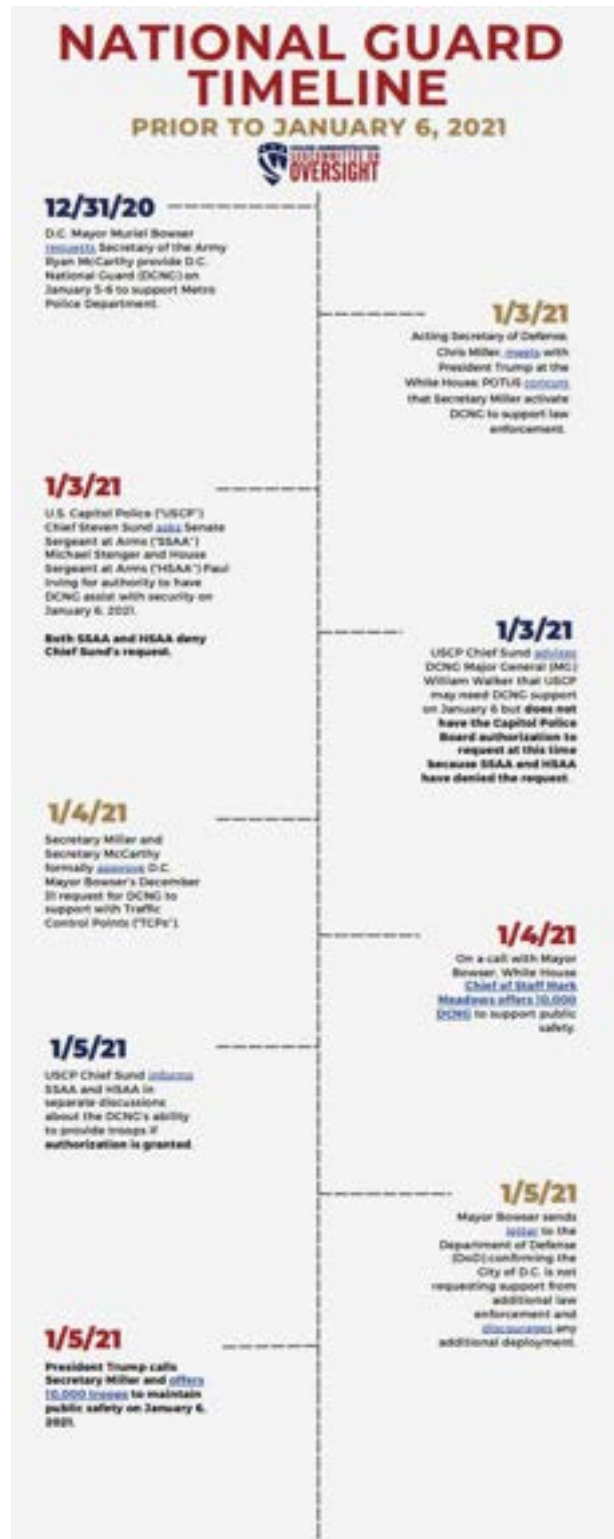 NATIONAL GUARD
TIMELINE
PRIOR TO JANUARY 6, 2021
OVERSIGHT
12/31/20
D.C. Mayor Muriel Bowser
requests Secretary of the Army
Ryan McCarthy provide D.C.
National Guard (DCNG) on
January 5-6 to support Metro
Police Department.
1/3/21
Acting Secretary of Defense,
Chris Miller, meets with
President Trump at the
White House; POTUS concurs
that Secretary Miller activate
DCNG to support law
enforcement.
1/3/21
U.S. Capitol Police ("USCP")
Chief Steven Sund asks Senate
Sergeant at Arms ("SSAA")
Michael Stenger and House
Sergeant at Arms ("HSAA") Paul
Irving for authority to have
DCNG assist with security on
January 6, 2021.
Both SSAA and HSAA deny
Chief Sund's request.
1/3/21
USCP Chief Sund advises
DCNG Major General (MG)
William Walker that USCP
may need DCNG support
on January 6 but does not
have the Capitol Police
Board authorization to
request at this time
because SSAA and HSAA
have denied the request.
1/4/21
Secretary Miller and
Secretary McCarthy
formally approve D.C.
Mayor Bowser's December
31 request for DCNG to
support with Traffic
Control Points ("TCPs").
1/4/21
On a call with Mayor
Bowser, White House
Chief of Staff Mark
Meadows offers 10,000
DCNG to support public
safety.
1/5/21
USCP Chief Sund informs
SSAA and HSAA in
separate discussions
about the DCNG's ability
to provide troops if
authorization is granted.
1/5/21
Mayor Bowser sends
letter to the
Department of Defense
(DoD) confirming the
City of D.C. is not
requesting support from
additional law
enforcement and
discourages any
additional deployment.
1/5/21
President Trump calls
Secretary Miller and offers
10,000 troops to maintain
public safety on January 6,
2021.